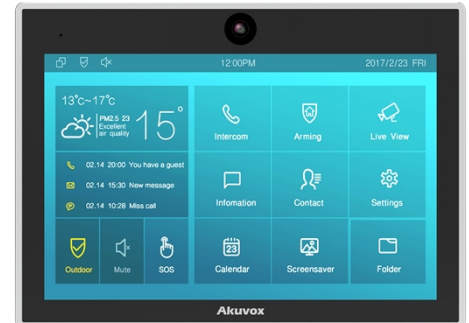 12:00PM
2017/2/23 FRI
13°c~17°c
PM2.5 23
Excellent
air quality
15°
02.14 20:00 You have a guest
02.14 15:30 New message
02.14 10:28 Miss call
Outdoor
Mute
SOS
Intercom
Arming
Live View
Infomation
Contact
Settings
23
Calendar
Screensaver
Folder
Akuvox